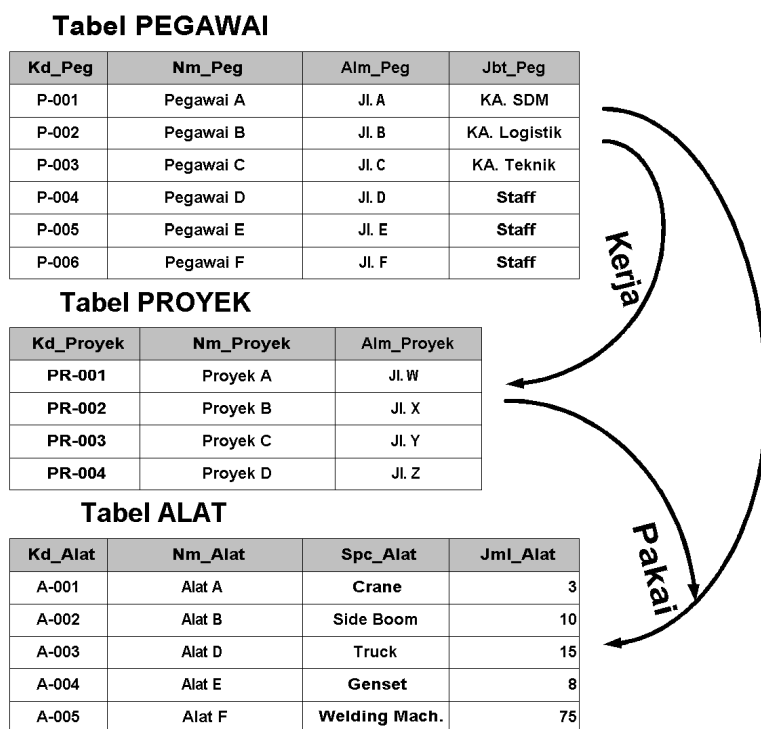 Tabel PEGAWAI
Kd_Peg Nm_Peg Alm_Peg Jbt_Peg
P-001 Pegawai A Jl. A KA. SDM
P-002 Pegawai B Jl. B KA. Logistik
P-003 Pegawai C Jl. C KA. Teknik
P-004 Pegawai D Jl. D Staff
P-005 Pegawai E Jl. E Staff
P-006 Pegawai F Jl. F Staff
Kerja
Tabel PROYEK
Kd_Proyek Nm_Proyek Alm_Proyek
PR-001 Proyek A Jl. W
PR-002 Proyek B Jl. X
PR-003 Proyek C Jl. Y
PR-004 Proyek D Jl. Z
Tabel ALAT
Kd_Alat Nm_Alat Spc_Alat Jml_Alat
A-001 Alat A Crane 3
A-002 Alat B Side Boom 10
A-003 Alat D Truck 15
A-004 Alat E Genset 8
A-005 Alat F Welding Mach. 75
Pakai